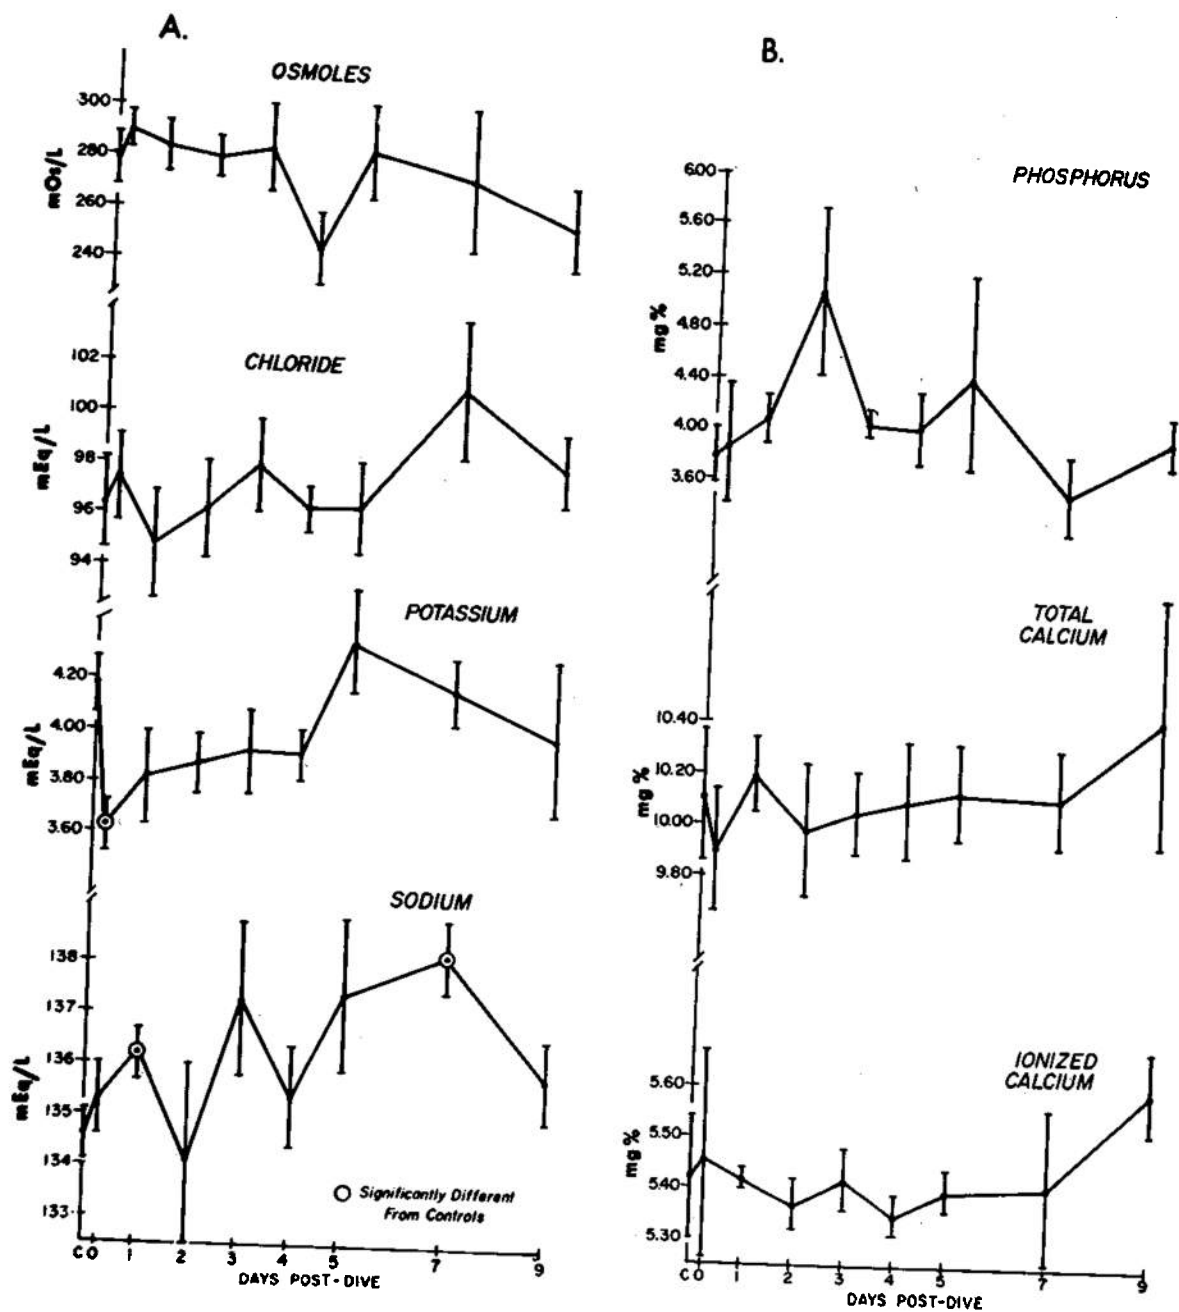 A.
OSMOLES
300
280
260
240
mOs/L
CHLORIDE
102
100
98
96
94
mEq/L
POTASSIUM
4.20
4.00
3.80
3.60
mEq/L
SODIUM
138
137
136
135
134
133
mEq/L
Significantly Different
From Controls
C 0 1 2 3 4 5 7 9
DAYS POST-DIVE
B.
PHOSPHORUS
6.00
5.60
5.20
4.80
4.40
4.00
3.60
mg %
TOTAL
CALCIUM
10.40
10.20
10.00
9.80
mg %
IONIZED
CALCIUM
5.60
5.50
5.40
5.30
mg %
C 0 1 2 3 4 5 7 9
DAYS POST-DIVE